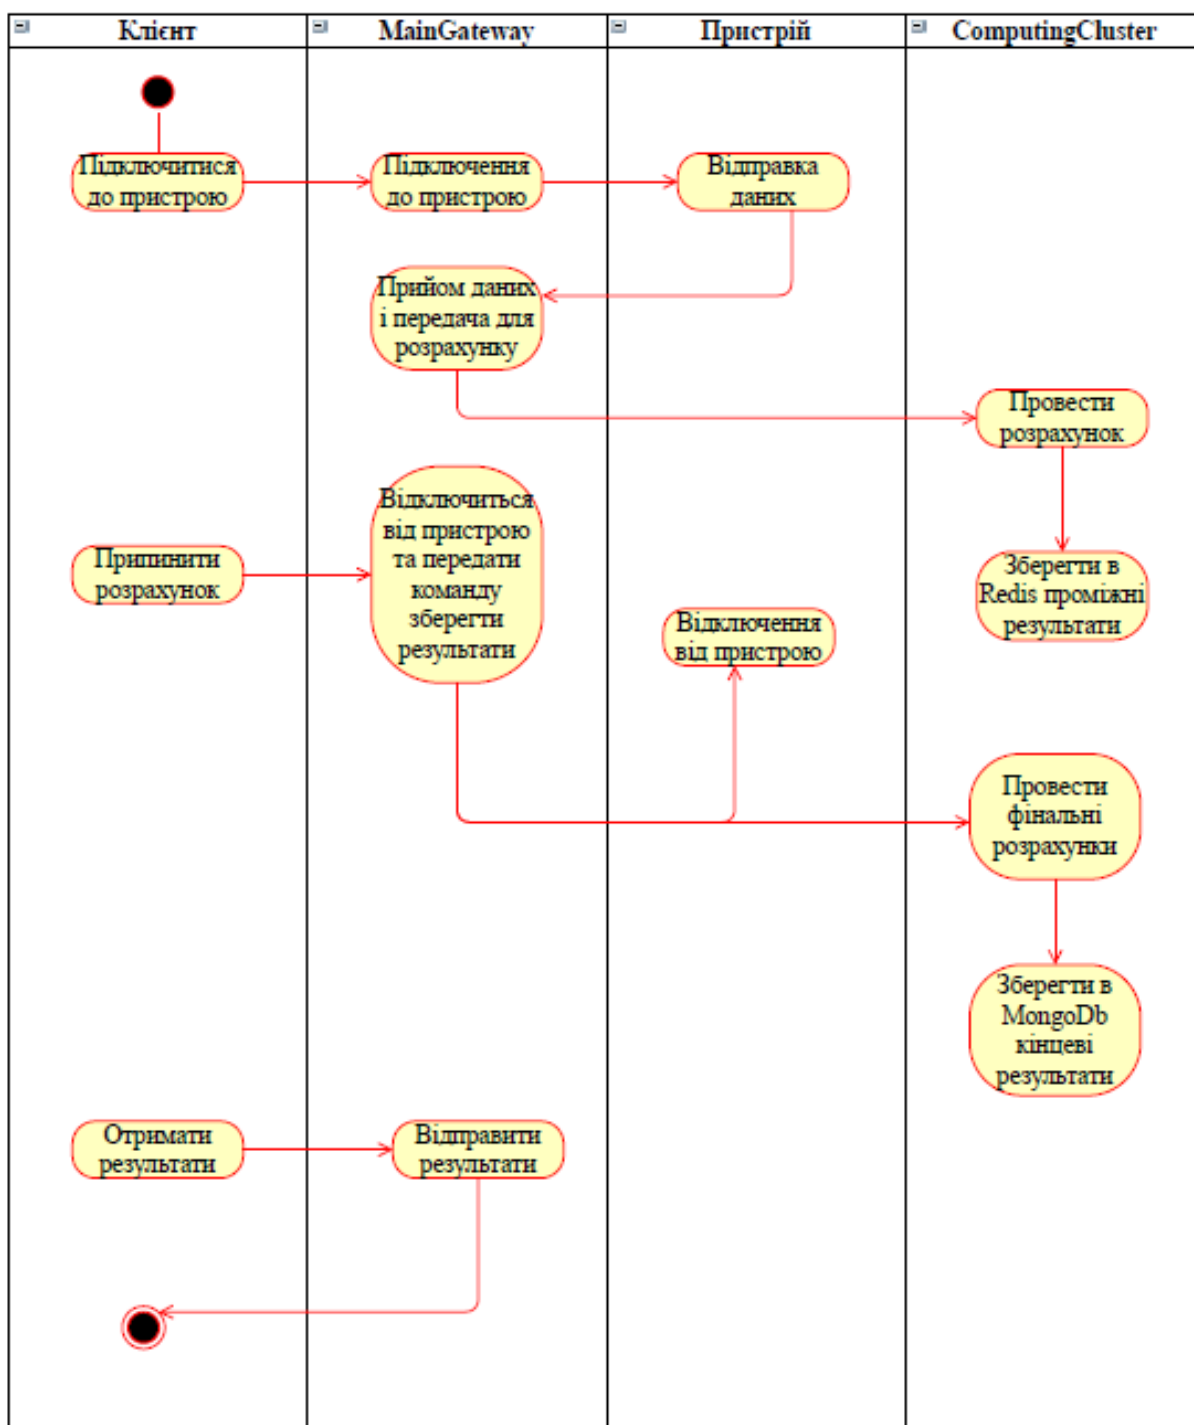 Клієнт
MainGateway
Пристрій
ComputingCluster
Підключитися
до пристрою
Підключення
до пристрою
Відправка
даних
Прийом даних
і передача для
розрахунку
Провести
розрахунок
Відключиться
від пристрою
та передати
команду
зберегти
результати
Припинити
розрахунок
Зберегти в
Redis проміжні
результати
Відключення
від пристрою
Провести
фінальні
розрахунки
Зберегти в
MongoDb
кінцеві
результати
Отримати
результати
Відправити
результати